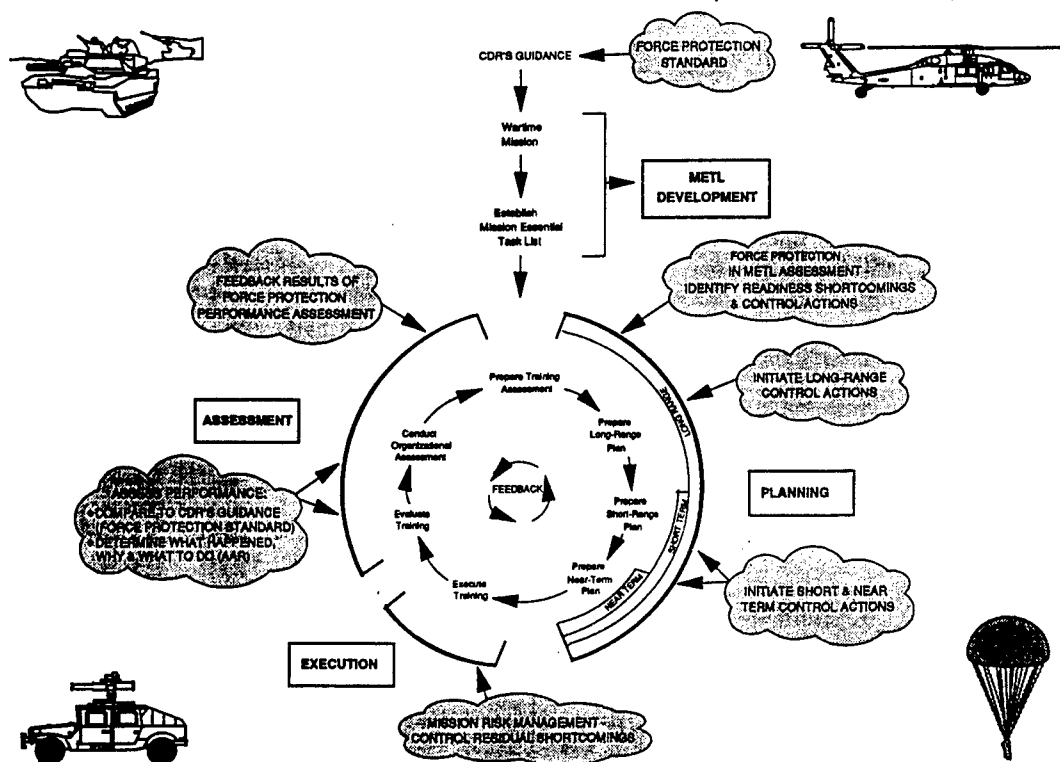 CDR'S GUIDANCE
FORCE PROTECTION
STANDARD
Wartime
Mission
Establish
Mission Essential
Task List
METL
DEVELOPMENT
FEEDBACK RESULTS OF
FORCE PROTECTION
PERFORMANCE ASSESSMENT
FORCE PROTECTION
IN METL ASSESSMENT -
IDENTIFY READINESS SHORTCOMINGS
& CONTROL ACTIONS
INITIATE LONG-RANGE
CONTROL ACTIONS
LONG RANGE
Prepare Training
Assessment
Prepare
Long-Range
Plan
ASSESSMENT
Conduct
Organizational
Assessment
FEEDBACK
PLANNING
Prepare
Short-Range
Plan
SHORT TERM
ASSESS PERFORMANCE:
• COMPARE TO CDR'S GUIDANCE
(FORCE PROTECTION STANDARD)
• DETERMINE WHAT HAPPENED,
WHY & WHAT TO DO (AAR)
Evaluate
Training
Prepare
Near-Term
Plan
NEAR TERM
Execute
Training
INITIATE SHORT & NEAR
TERM CONTROL ACTIONS
EXECUTION
MISSION RISK MANAGEMENT -
CONTROL RESIDUAL SHORTCOMINGS